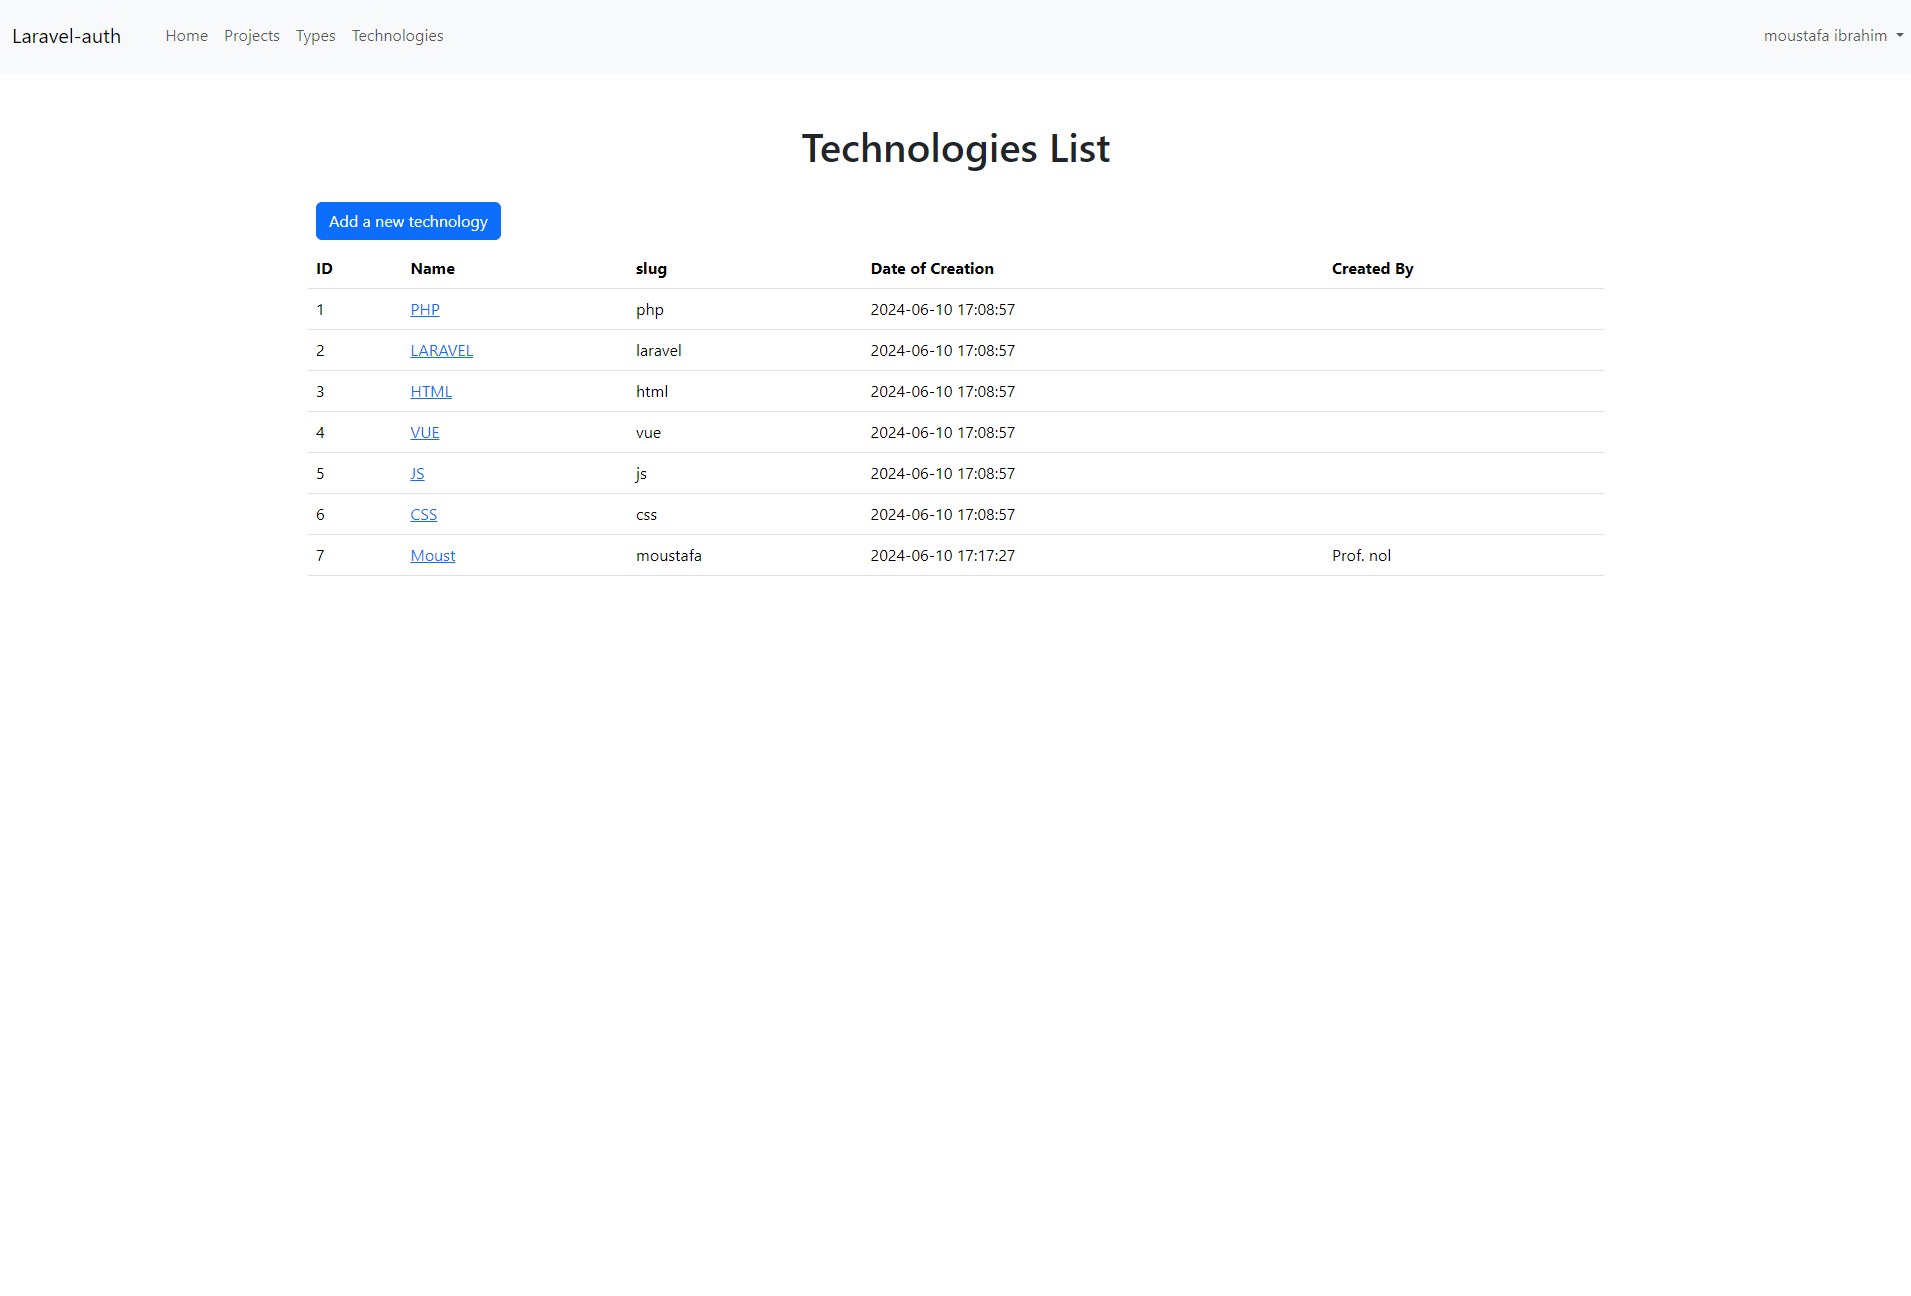 Laravel-auth Home Projects Types Technologies moustafa ibrahim
Technologies List
Add a new technology
ID Name slug Date of Creation Created By
1 PHP php 2024-06-10 17:08:57
2 LARAVEL laravel 2024-06-10 17:08:57
3 HTML html 2024-06-10 17:08:57
4 VUE vue 2024-06-10 17:08:57
5 JS js 2024-06-10 17:08:57
6 CSS css 2024-06-10 17:08:57
7 Moust moustafa 2024-06-10 17:17:27 Prof. nol